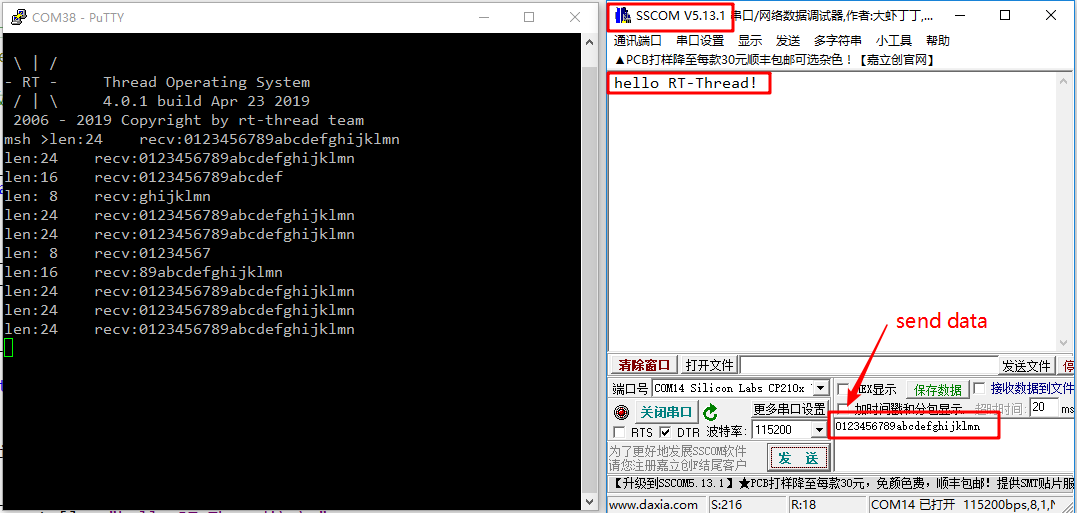 COM38 - PuTTY
\ | /
- RT -     Thread Operating System
/ | \     4.0.1 build Apr 23 2019
2006 - 2019 Copyright by rt-thread team
msh >len:24    recv:0123456789abcdefghijklmn
len:24    recv:0123456789abcdefghijklmn
len:16    recv:0123456789abcdef
len: 8    recv:ghijklmn
len:24    recv:0123456789abcdefghijklmn
len:24    recv:0123456789abcdefghijklmn
len: 8    recv:01234567
len:16    recv:89abcdefghijklmn
len:24    recv:0123456789abcdefghijklmn
len:24    recv:0123456789abcdefghijklmn
len:24    recv:0123456789abcdefghijklmn
SSCOM V5.13.1 串口/网络数据调试器,作者:大虾丁丁,...
通讯端口 串口设置 显示 发送 多字符串 小工具 帮助
▲PCB打样降至每款30元顺丰包邮可选杂色！【嘉立创官网】
hello RT-Thread!
send data
清除窗口 打开文件 发送文件 停
端口号 COM14 Silicon Labs CP210x HEX显示 保存数据 接收数据到文件
关闭串口 更多串口设置 加时间戳和分包显示 超时时间: 20 ms
RTS DTR 波特率: 115200 0123456789abcdefghijklmn
为了更好地发展SSCOM软件
请您注册嘉立创F结尾客户
发 送
【升级到SSCOM5.13.1】★PCB打样降至每款30元，免颜色费，顺丰包邮！提供SMT贴片服
www.daxia.com S:216 R:18 COM14 已打开 115200bps,8,1,N